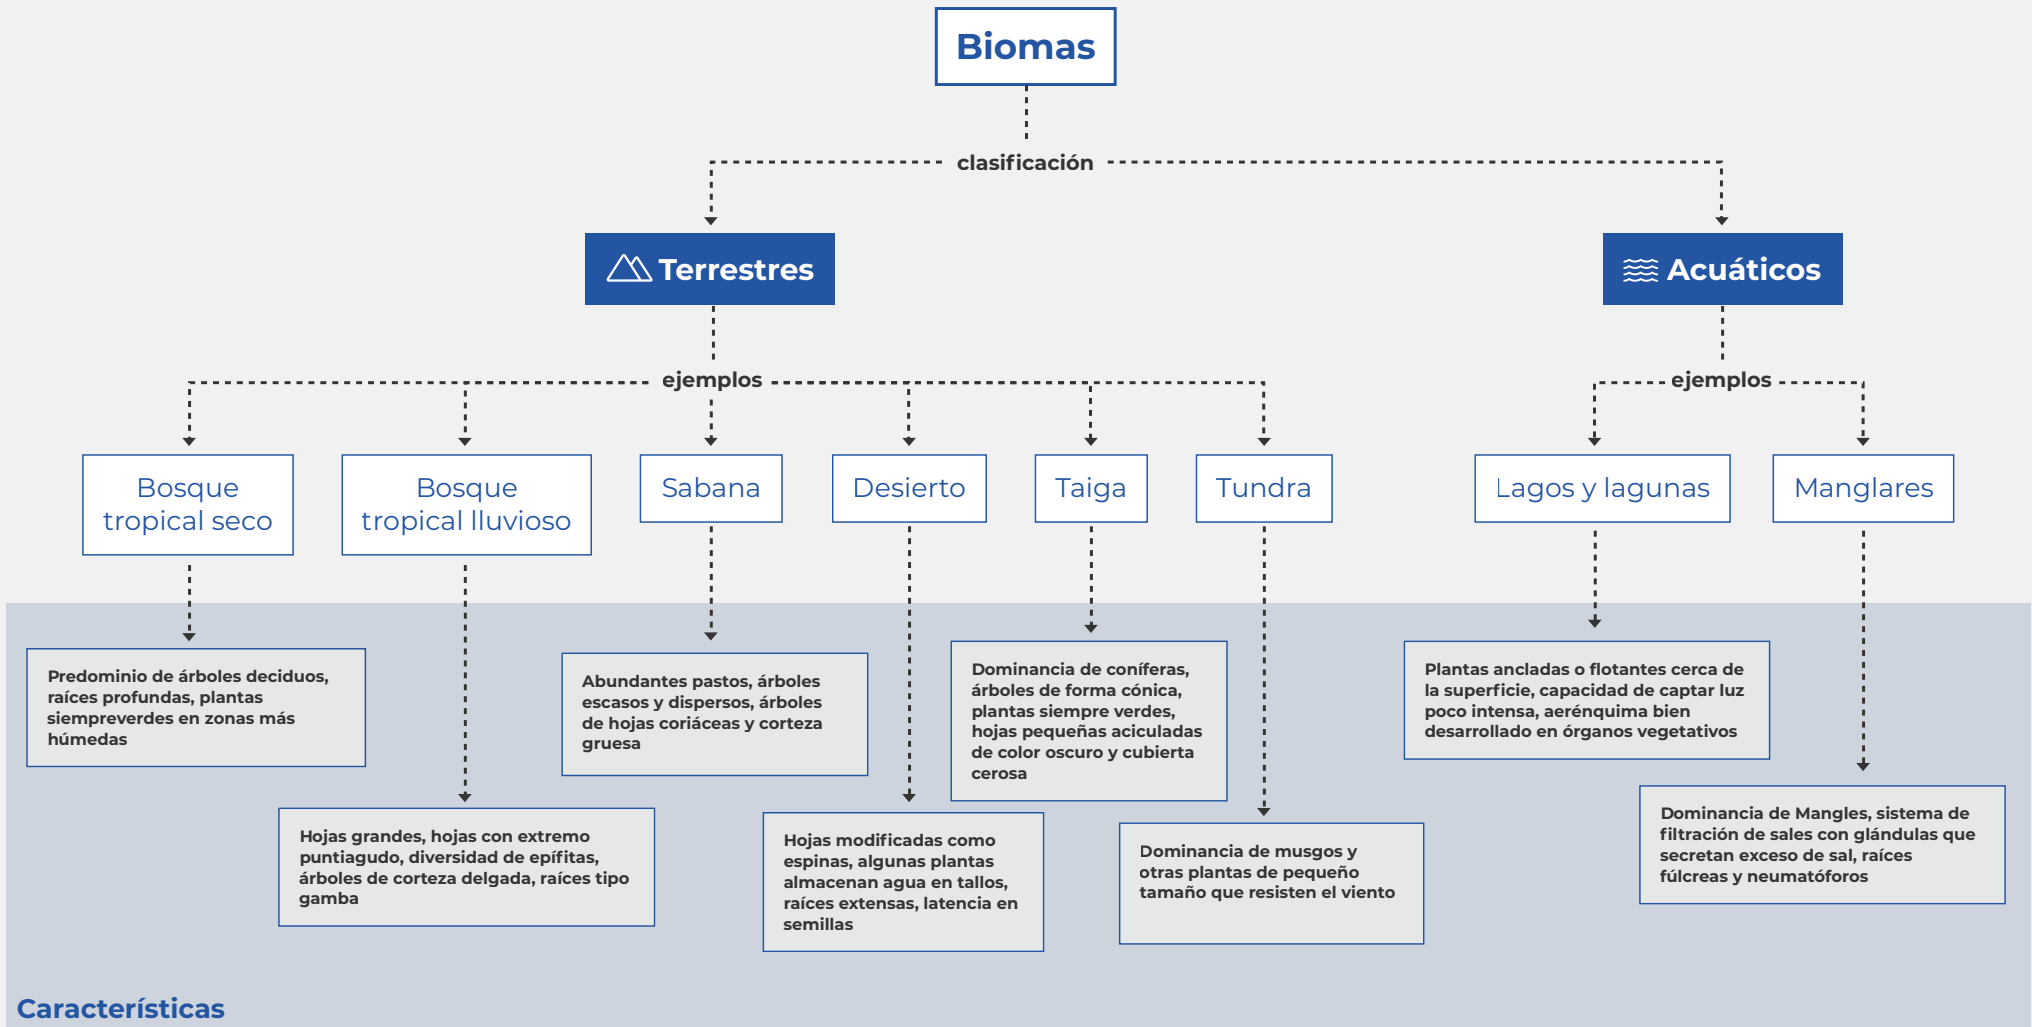 Biomas
clasificación
Terrestres
Acuáticos
ejemplos
ejemplos
Bosque
tropical seco
Bosque
tropical lluvioso
Sabana
Desierto
Taiga
Tundra
Lagos y lagunas
Manglares
Predominio de árboles deciduos,
raíces profundas, plantas
siempreverdes en zonas más
húmedas
Hojas grandes, hojas con extremo
puntiagudo, diversidad de epífitas,
árboles de corteza delgada, raíces tipo
gamba
Abundantes pastos, árboles
escasos y dispersos, árboles
de hojas coriáceas y corteza
gruesa
Hojas modificadas como
espinas, algunas plantas
almacenan agua en tallos,
raíces extensas, latencia en
semillas
Dominancia de coníferas,
árboles de forma cónica,
plantas siempre verdes,
hojas pequeñas aciculadas
de color oscuro y cubierta
cerosa
Dominancia de musgos y
otras plantas de pequeño
tamaño que resisten el viento
Plantas ancladas o flotantes cerca de
la superficie, capacidad de captar luz
poco intensa, aerénquima bien
desarrollado en órganos vegetativos
Dominancia de Mangles, sistema de
filtración de sales con glándulas que
secretan exceso de sal, raíces
fúlcreas y neumatóforos
Características